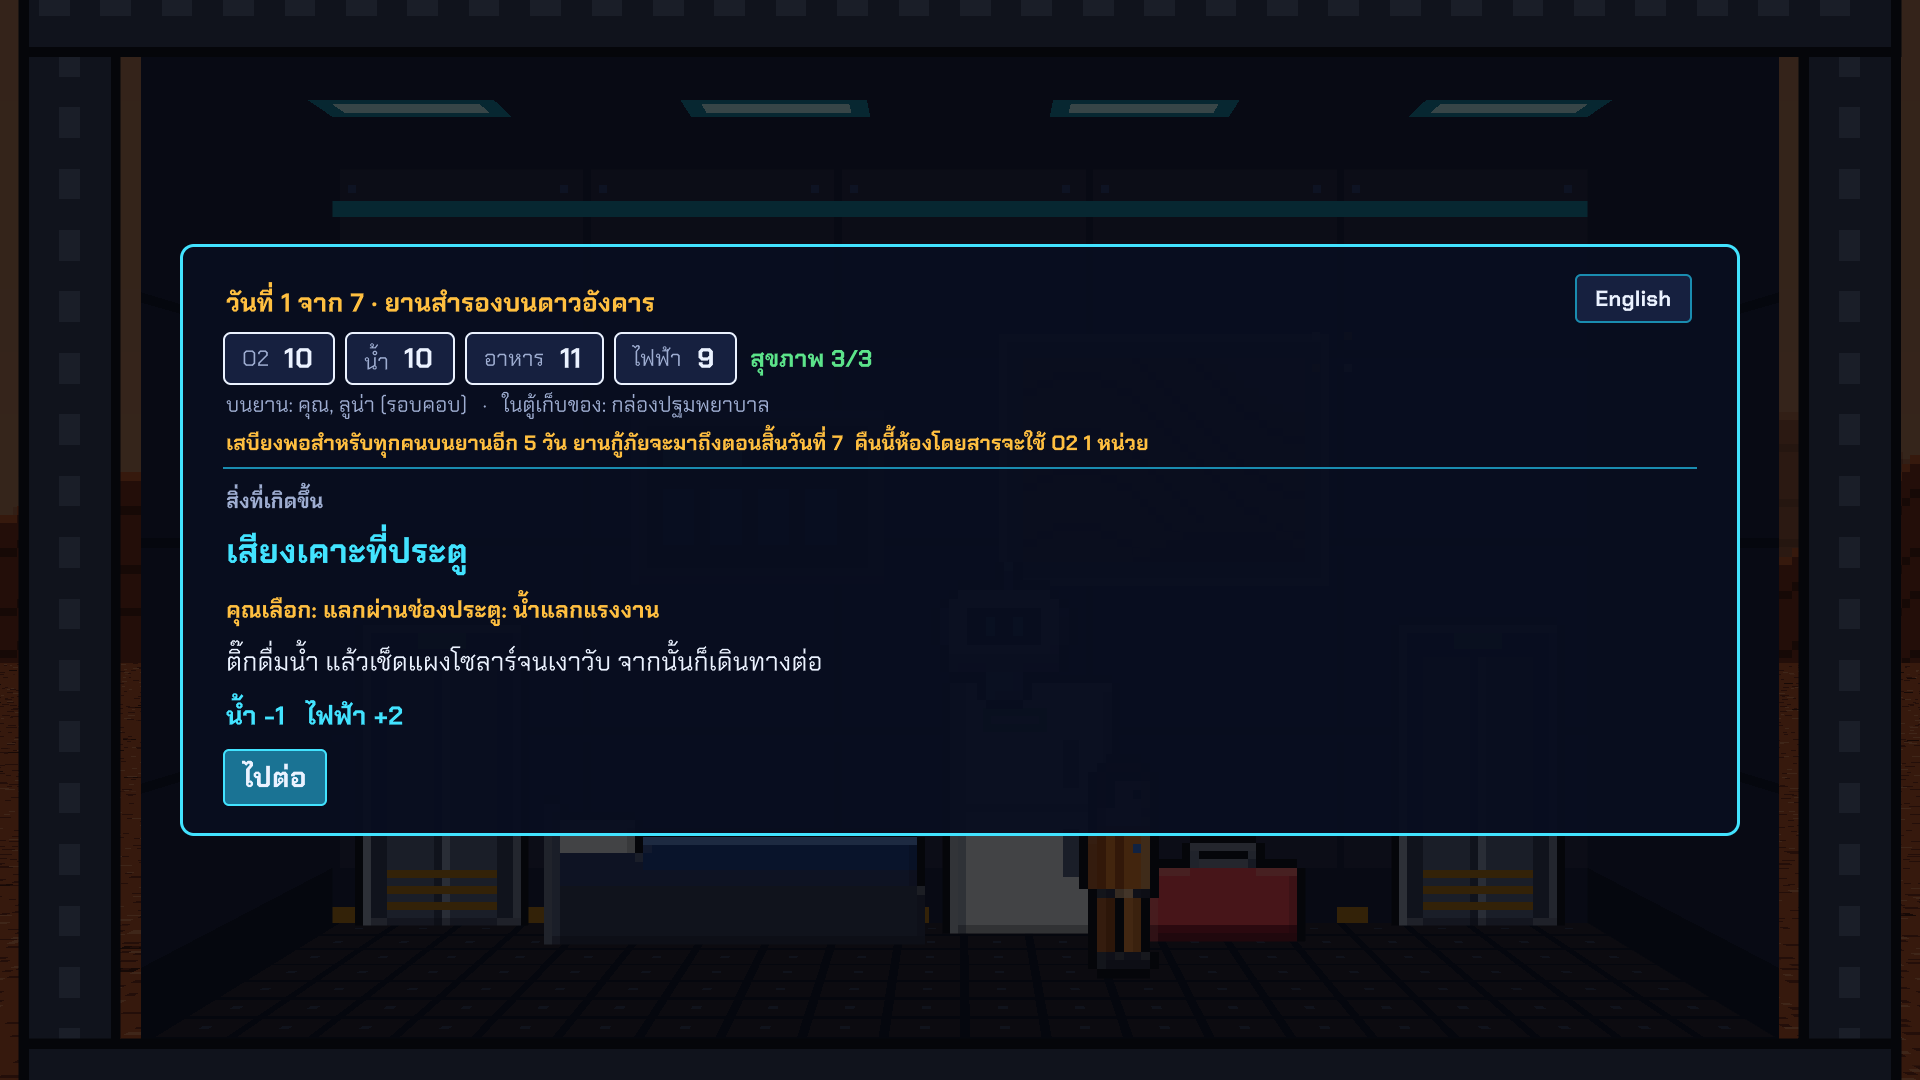 วันที่ 1 จาก 7 · ยานสำรองบนดาวอังคาร
English
O2 10 น้ำ 10 อาหาร 11 ไฟฟ้า 9 สุขภาพ 3/3
บนยาน: คุณ, ลูน่า (รอบคอบ) · ในตู้เก็บของ: กล่องปฐมพยาบาล
เสบียงพอสำหรับทุกคนบนยานอีก 5 วัน ยานกู้ภัยจะมาถึงตอนสิ้นวันที่ 7 คืนนี้ห้องโดยสารจะใช้ O2 1 หน่วย
สิ่งที่เกิดขึ้น
เสียงเคาะที่ประตู
คุณเลือก: แลกผ่านช่องประตู: น้ำแลกแรงงาน
ติ๊กดื่มน้ำ แล้วเช็ดแผงโซลาร์จนเงาวับ จากนั้นก็เดินทางต่อ
น้ำ -1 ไฟฟ้า +2
ไปต่อ